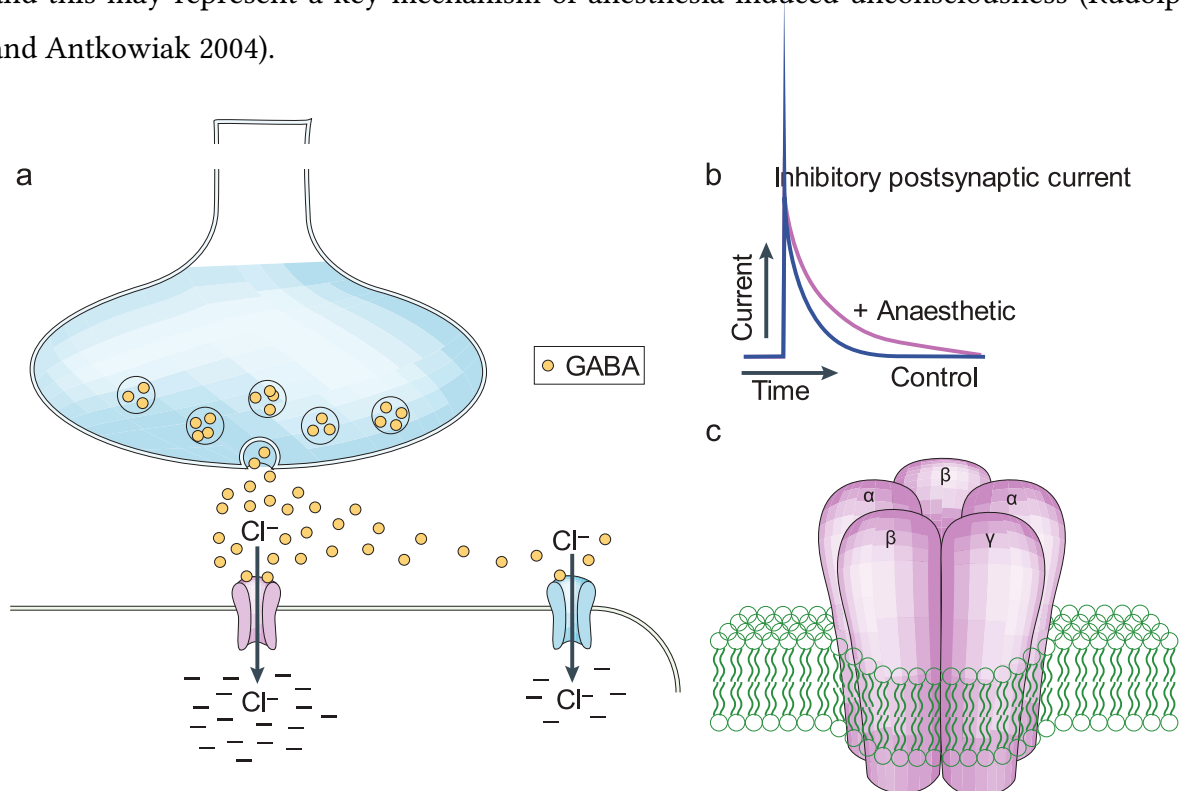 and this may represent a key mechanism of anesthesia-induced unconsciousness (Rudolp
and Antkowiak 2004).
a
GABA
Cl−
Cl−
Cl−
Cl−
b
Inhibitory postsynaptic current
Current
+ Anaesthetic
Time
Control
c
β
α
α
β
γ